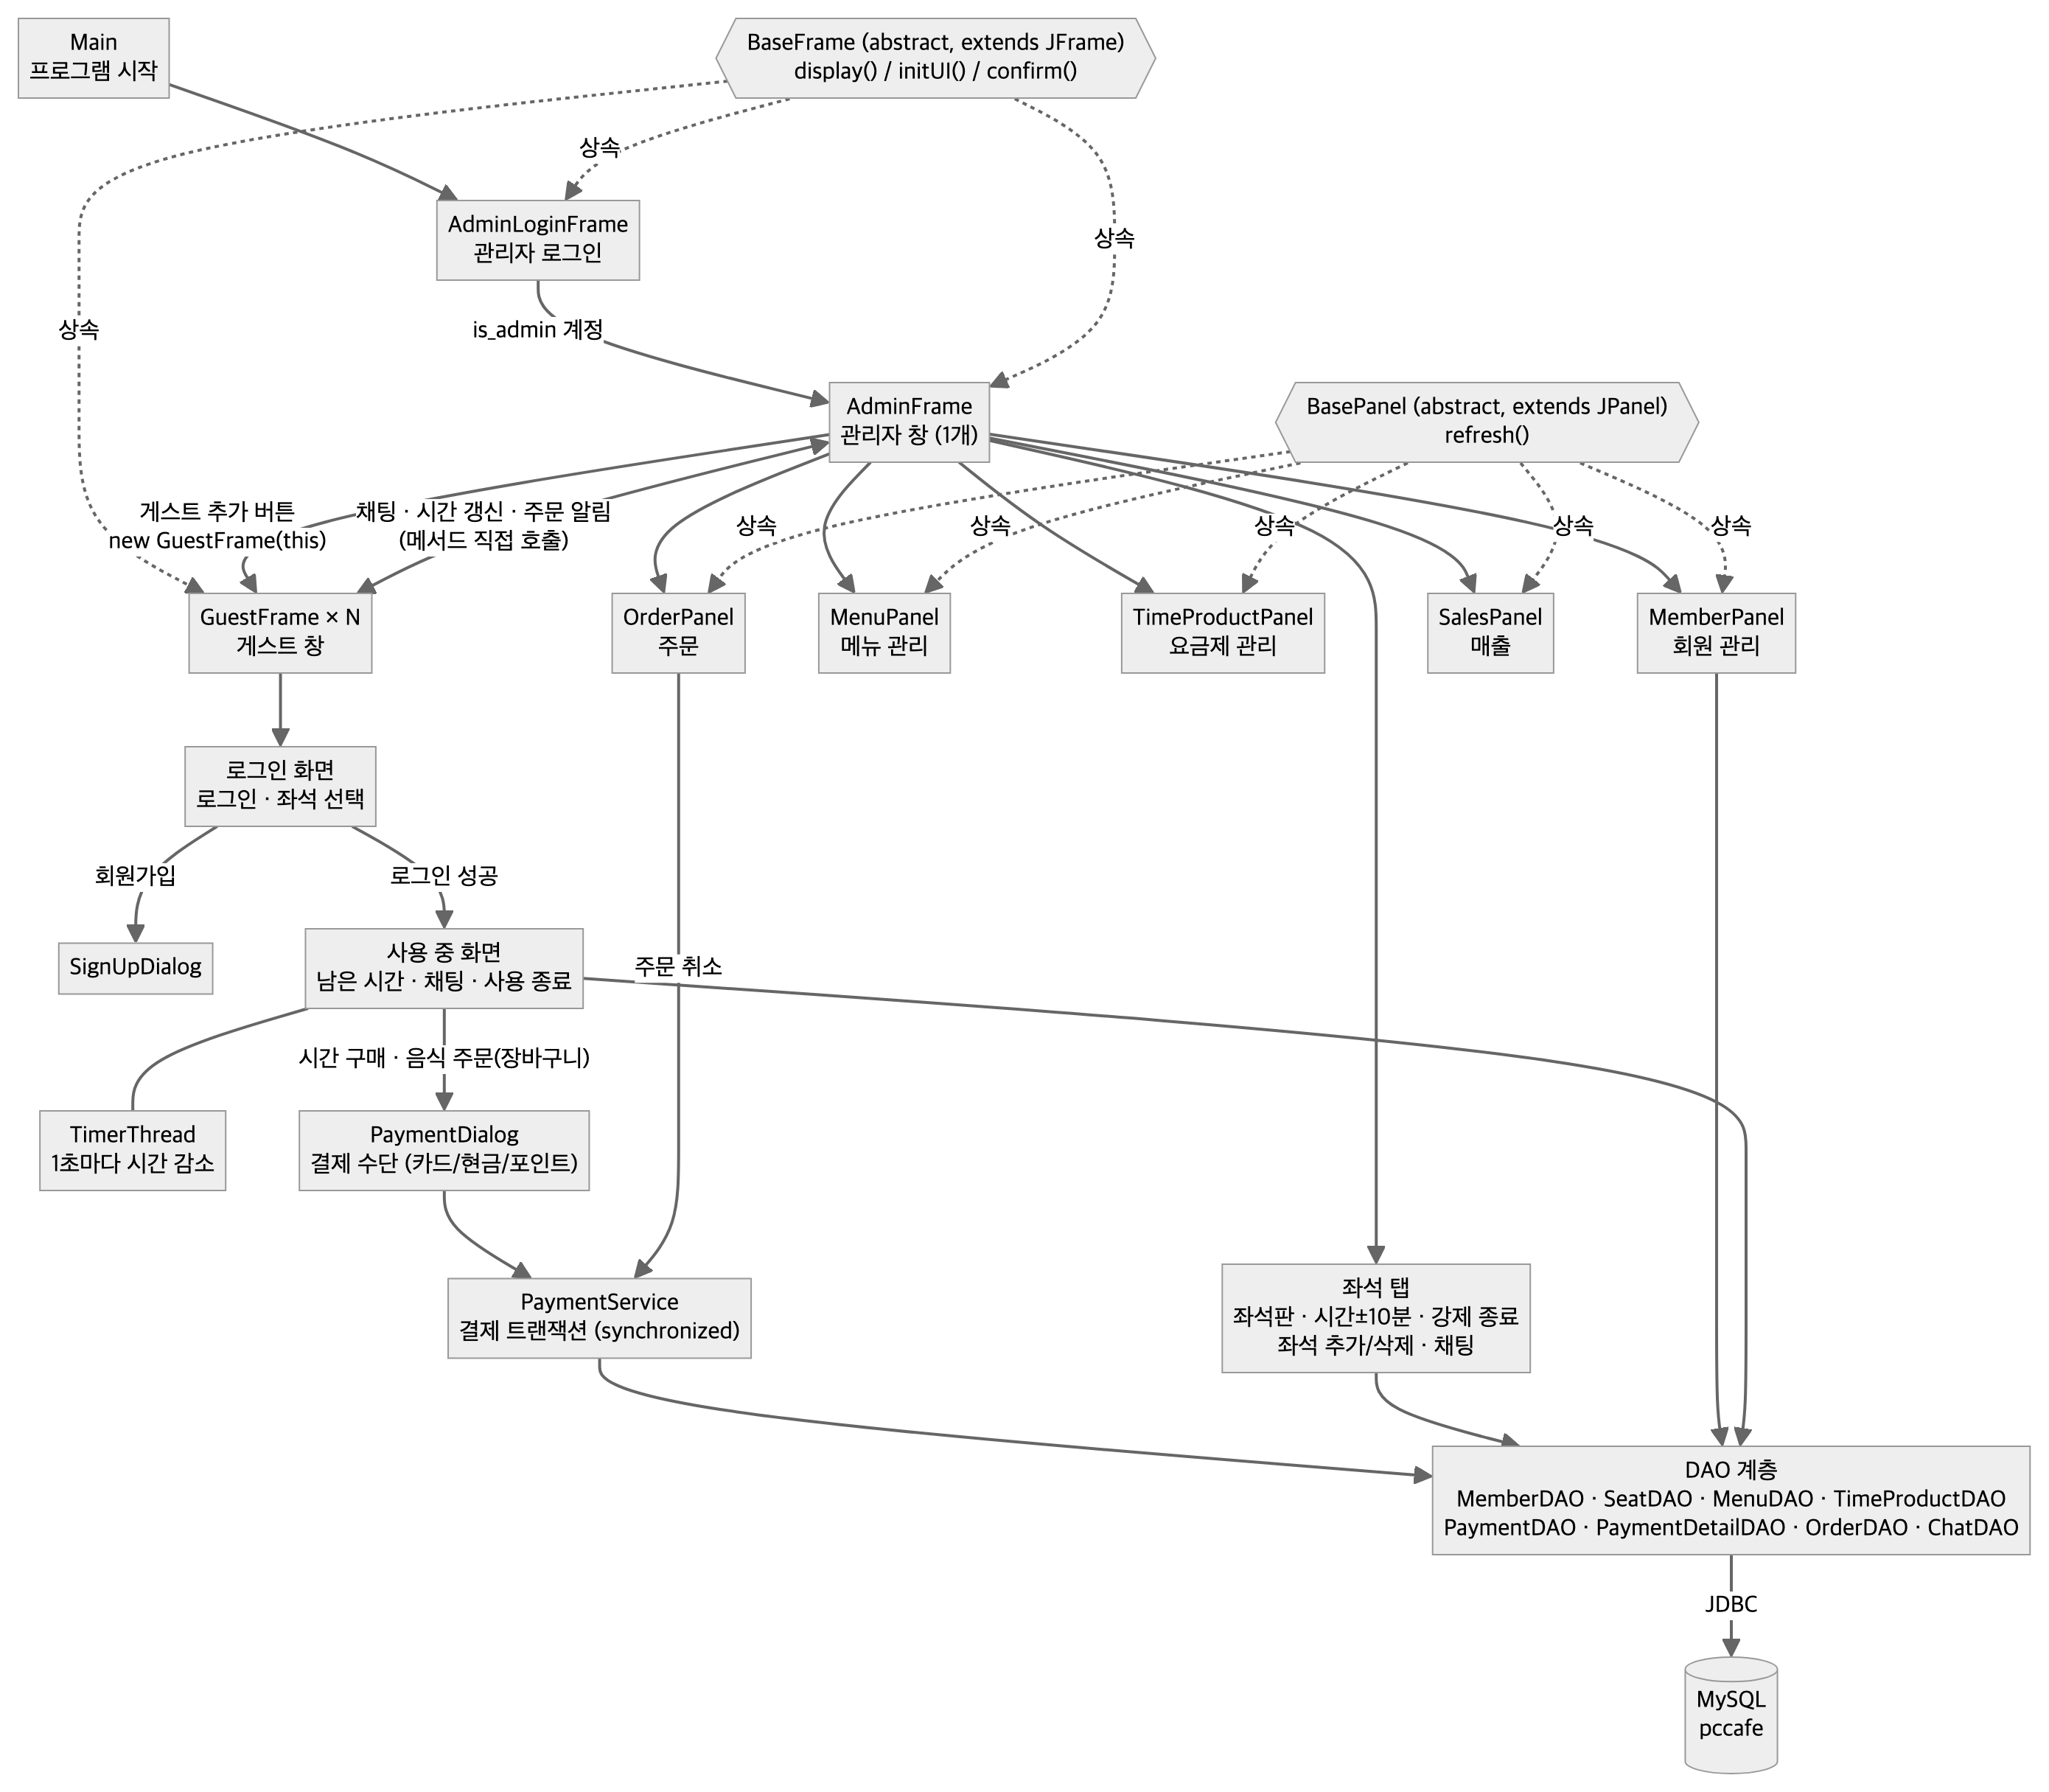 Main
프로그램 시작
BaseFrame (abstract, extends JFrame)
display() / initUI() / confirm()
상속
AdminLoginFrame
관리자 로그인
상속
상속
is_admin 계정
AdminFrame
관리자 창 (1개)
BasePanel (abstract, extends JPanel)
refresh()
게스트 추가 버튼
new GuestFrame(this)
채팅 · 시간 갱신 · 주문 알림
(메서드 직접 호출)
상속
상속
상속
상속
상속
GuestFrame × N
게스트 창
OrderPanel
주문
MenuPanel
메뉴 관리
TimeProductPanel
요금제 관리
SalesPanel
매출
MemberPanel
회원 관리
로그인 화면
로그인 · 좌석 선택
회원가입
로그인 성공
SignUpDialog
사용 중 화면
남은 시간 · 채팅 · 사용 종료
주문 취소
시간 구매 · 음식 주문(장바구니)
TimerThread
1초마다 시간 감소
PaymentDialog
결제 수단 (카드/현금/포인트)
PaymentService
결제 트랜잭션 (synchronized)
좌석 탭
좌석판 · 시간±10분 · 강제 종료
좌석 추가/삭제 · 채팅
DAO 계층
MemberDAO · SeatDAO · MenuDAO · TimeProductDAO
PaymentDAO · PaymentDetailDAO · OrderDAO · ChatDAO
JDBC
MySQL
pccafe